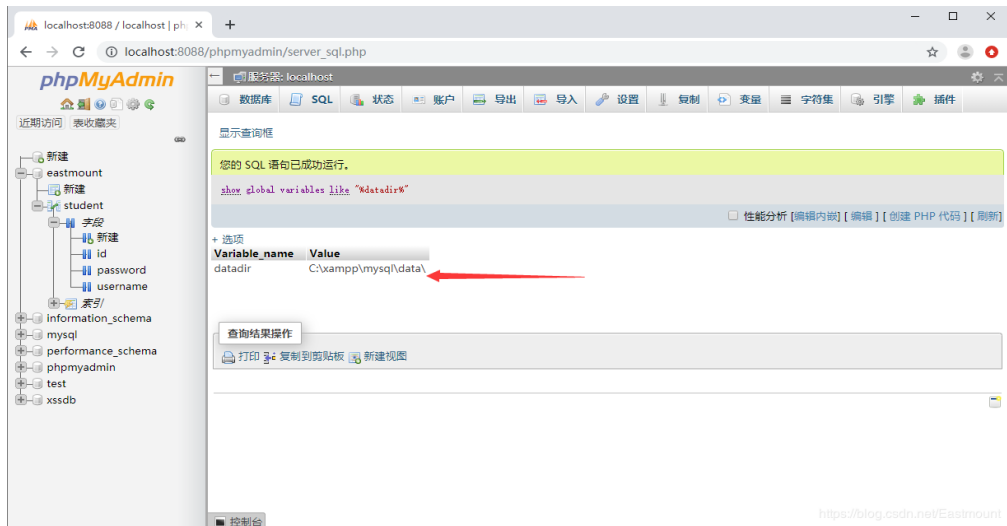 localhost:8088 / localhost | ph
localhost:8088/phpmyadmin/server_sql.php
phpMyAdmin
近期访问 表收藏夹
新建
eastmount
新建
student
字段
新建
id
password
username
索引
information_schema
mysql
performance_schema
phpmyadmin
test
xssdb
服务器: localhost
数据库 SQL 状态 账户 导出 导入 设置 复制 变量 字符集 引擎 插件
显示查询框
您的 SQL 语句已成功运行。
show global variables like "%datadir%"
性能分析 [编辑内嵌] [ 编辑 ] [ 创建 PHP 代码 ] [ 刷新]
+ 选项
Variable_name Value
datadir C:\xampp\mysql\data\
查询结果操作
打印 复制到剪贴板 新建视图
控制台
https://blog.csdn.net/Eastmount